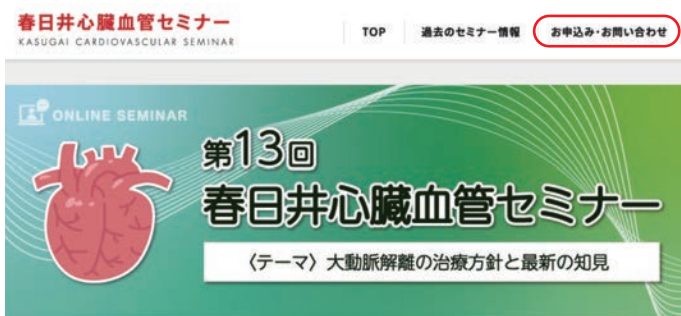 春日井心臓血管セミナー
KASUGAI CARDIOVASCULAR SEMINAR
TOP 過去のセミナー情報 お申込み・お問い合わせ
ONLINE SEMINAR
第13回
春日井心臓血管セミナー
〈テーマ〉大動脈解離の治療方針と最新の知見